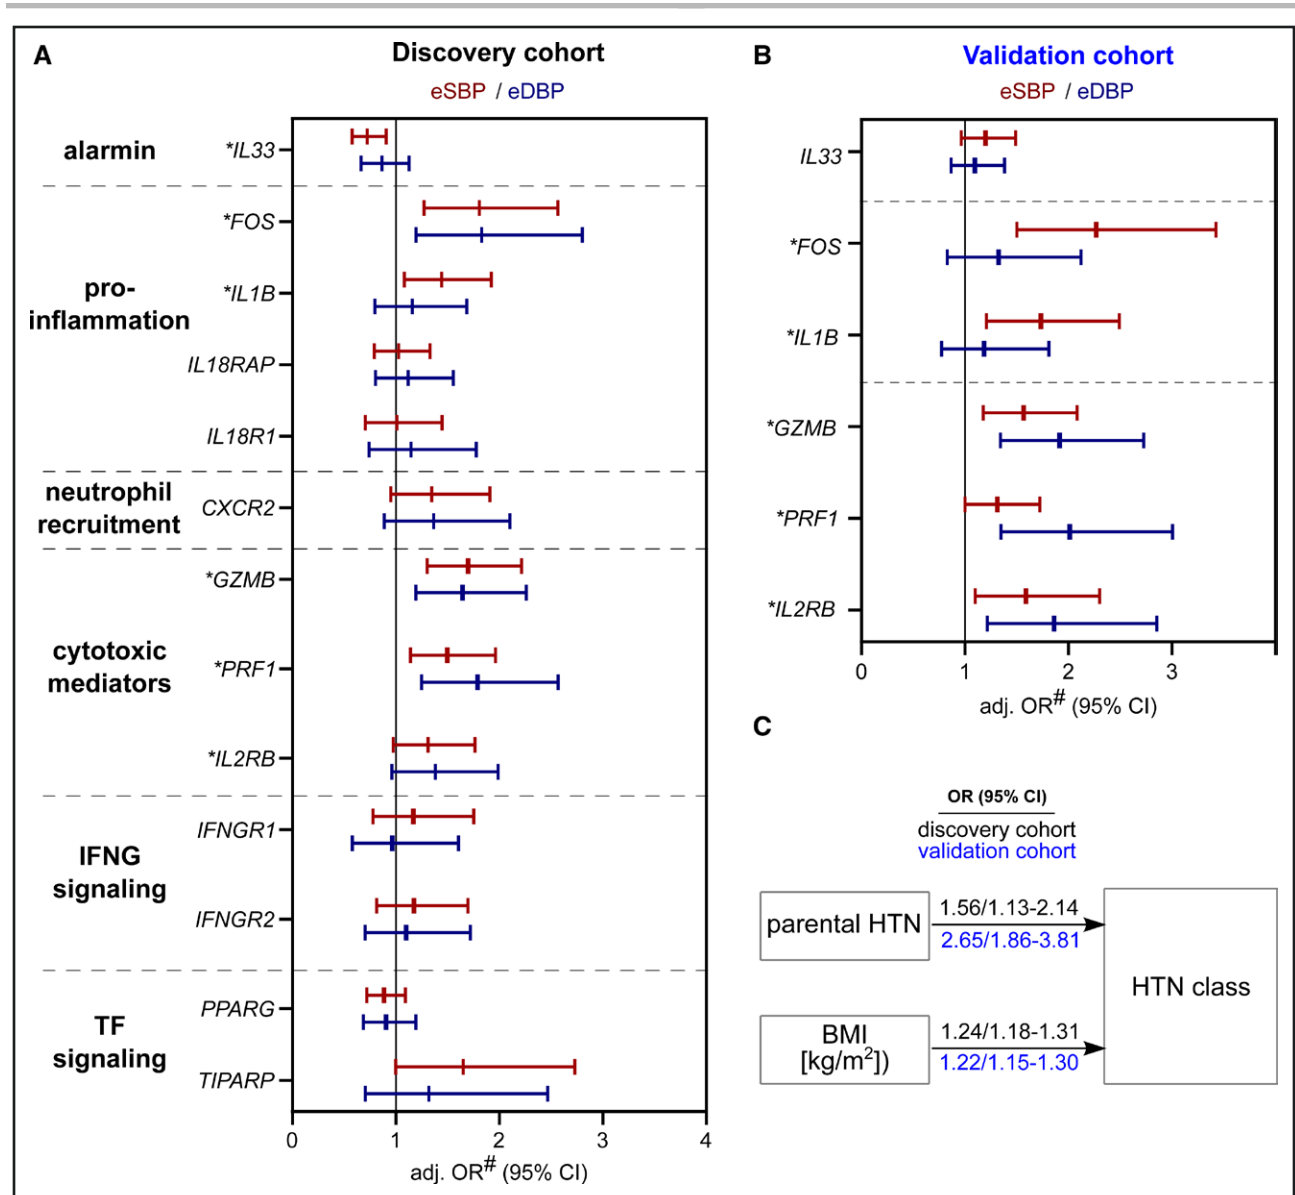 A
Discovery cohort
eSBP / eDBP
alarmin
*IL33
*FOS
pro-
inflammation
*IL1B
IL18RAP
IL18R1
neutrophil
recruitment
CXCR2
*GZMB
cytotoxic
mediators
*PRF1
*IL2RB
IFNGR1
IFNG
signaling
IFNGR2
PPARG
TF
signaling
TIPARP
0 1 2 3 4
adj. OR# (95% CI)
B
Validation cohort
eSBP / eDBP
IL33
*FOS
*IL1B
*GZMB
*PRF1
*IL2RB
0 1 2 3
adj. OR# (95% CI)
C
OR (95% CI)
discovery cohort
validation cohort
parental HTN
1.56/1.13-2.14
2.65/1.86-3.81
HTN class
BMI
[kg/m²])
1.24/1.18-1.31
1.22/1.15-1.30